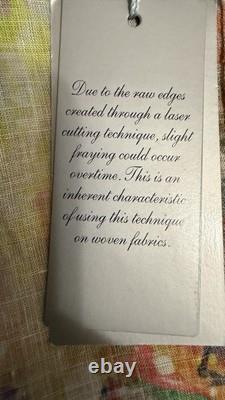 Due to the raw edges
created through a laser
cutting technique, slight
fraying could occur
overtime. This is an
inherent characteristic
of using this technique
on woven fabrics.
ebay